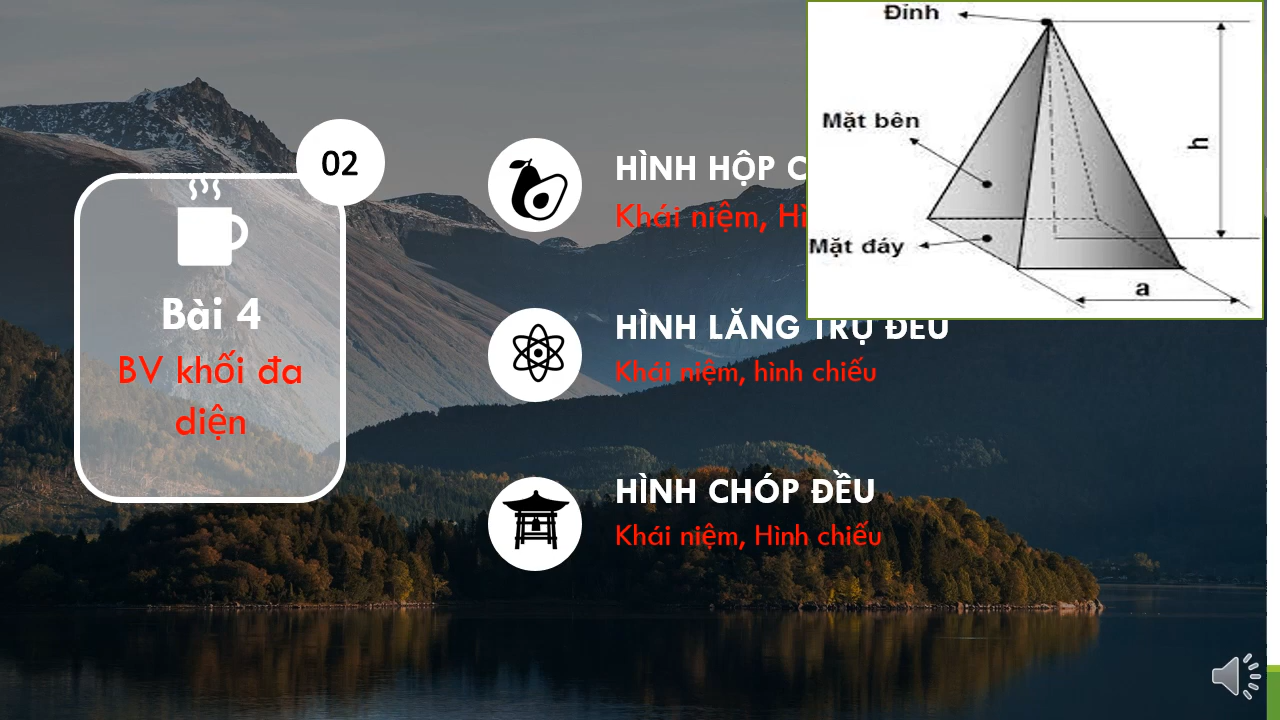 02
Bài 4
BV khối đa
diện
HÌNH HỘP
Khái niệm,
HÌNH LĂNG TRỤ ĐỀU
Khái niệm, hình chiếu
HÌNH CHÓP ĐỀU
Khái niệm, Hình chiếu
Đỉnh
Mặt bên
h
Mặt đáy
a